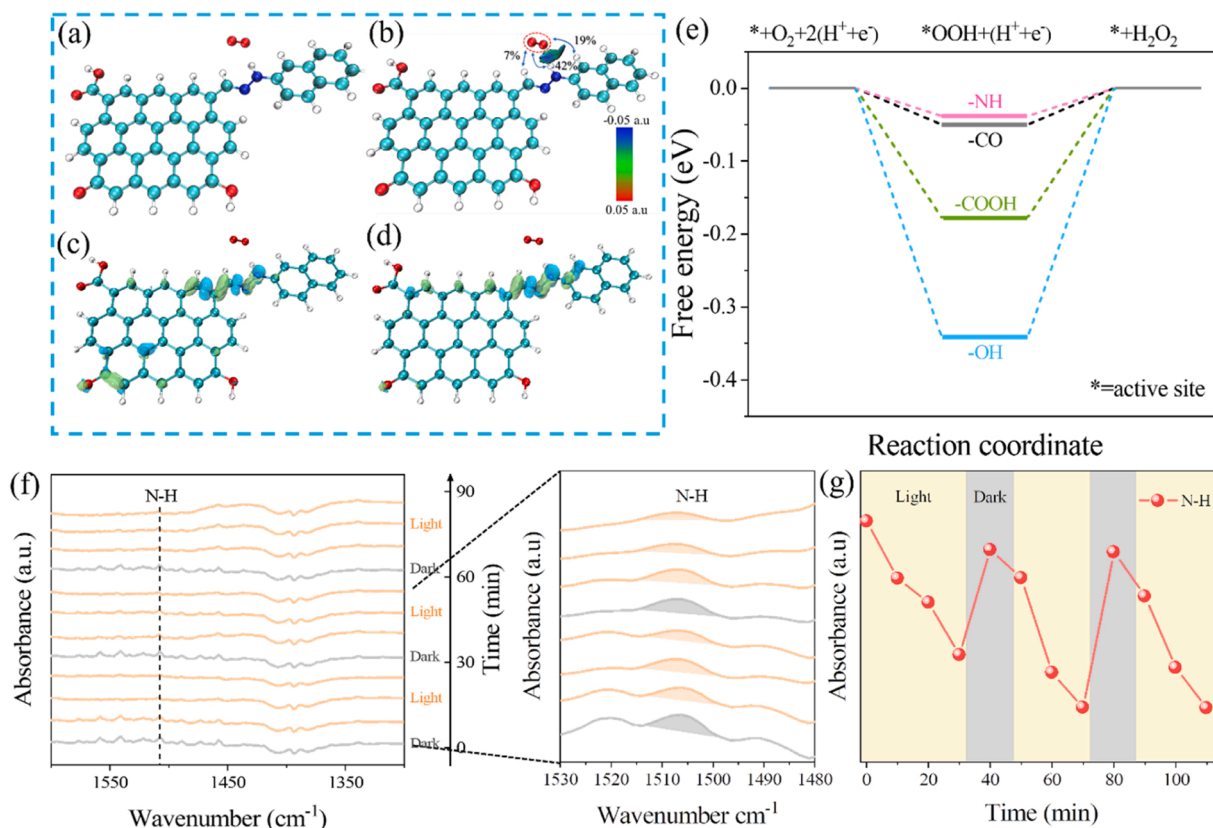 (a)
(b)
19%
7%
42%
-0.05 a.u
0.05 a.u
(c)
(d)
(e)
*+O₂+2(H⁺+e⁻)
*OOH+(H⁺+e⁻)
*+H₂O₂
0.0
-0.1
-0.2
-0.3
-0.4
Free energy (eV)
-NH
-CO
-COOH
-OH
*=active site
Reaction coordinate
(f)
N-H
Light
Dark
Light
Dark
Light
Dark
Absorbance (a.u.)
1550
1450
1350
Wavenumber (cm⁻¹)
90
60
30
0
Time (min)
N-H
Absorbance (a.u)
1530
1520
1510
1500
1490
1480
Wavenumber cm⁻¹
(g)
Light
Dark
N-H
Absorbance (a.u)
0
20
40
60
80
100
Time (min)